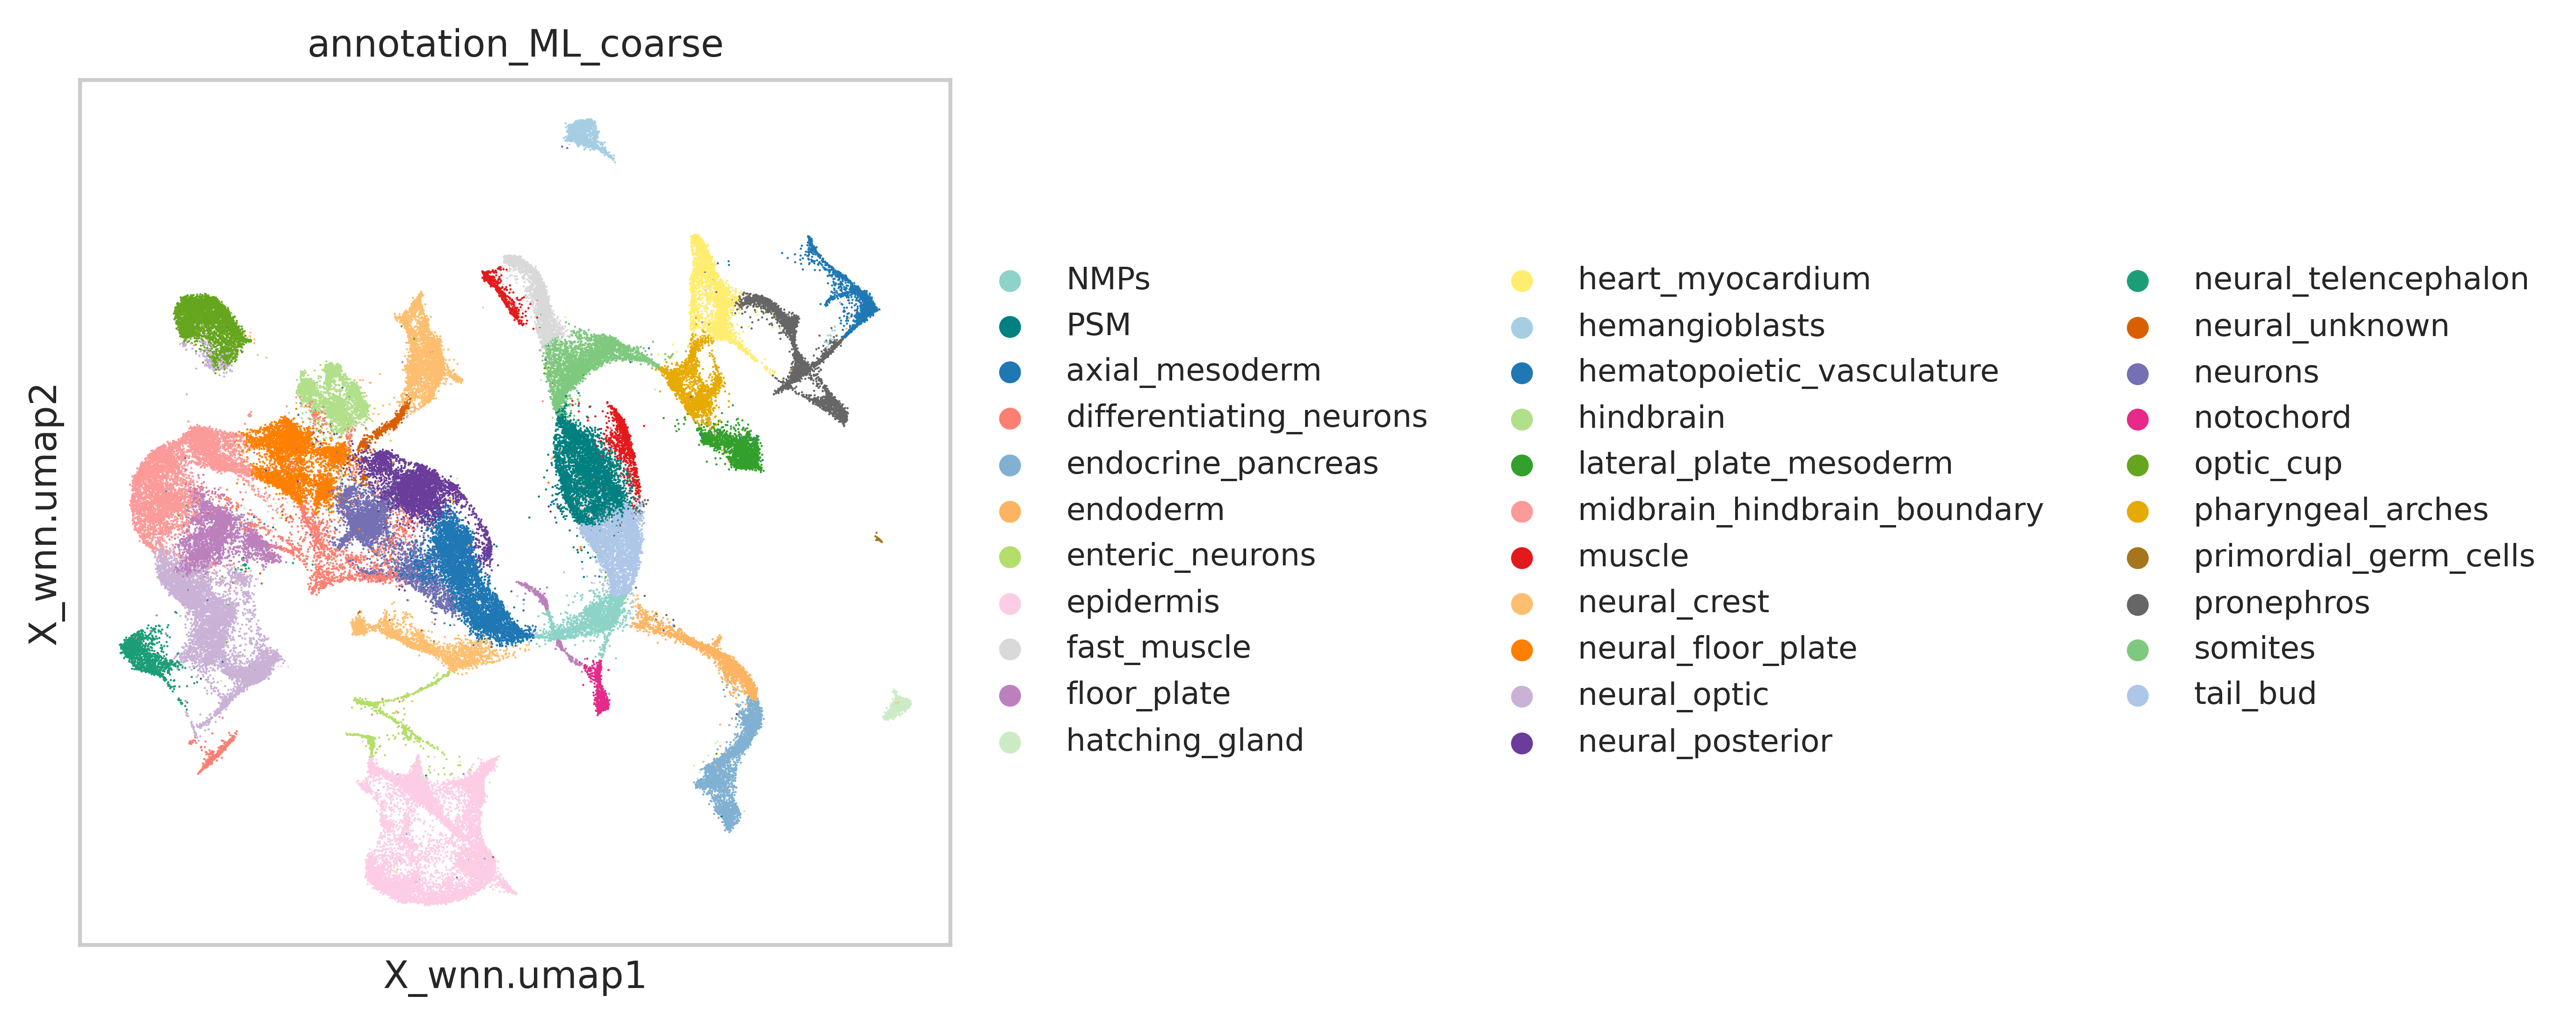 annotation_ML_coarse
X_wnn.umap2
X_wnn.umap1
NMPs
PSM
axial_mesoderm
differentiating_neurons
endocrine_pancreas
endoderm
enteric_neurons
epidermis
fast_muscle
floor_plate
hatching_gland
heart_myocardium
hemangioblasts
hematopoietic_vasculature
hindbrain
lateral_plate_mesoderm
midbrain_hindbrain_boundary
muscle
neural_crest
neural_floor_plate
neural_optic
neural_posterior
neural_telencephalon
neural_unknown
neurons
notochord
optic_cup
pharyngeal_arches
primordial_germ_cells
pronephros
somites
tail_bud